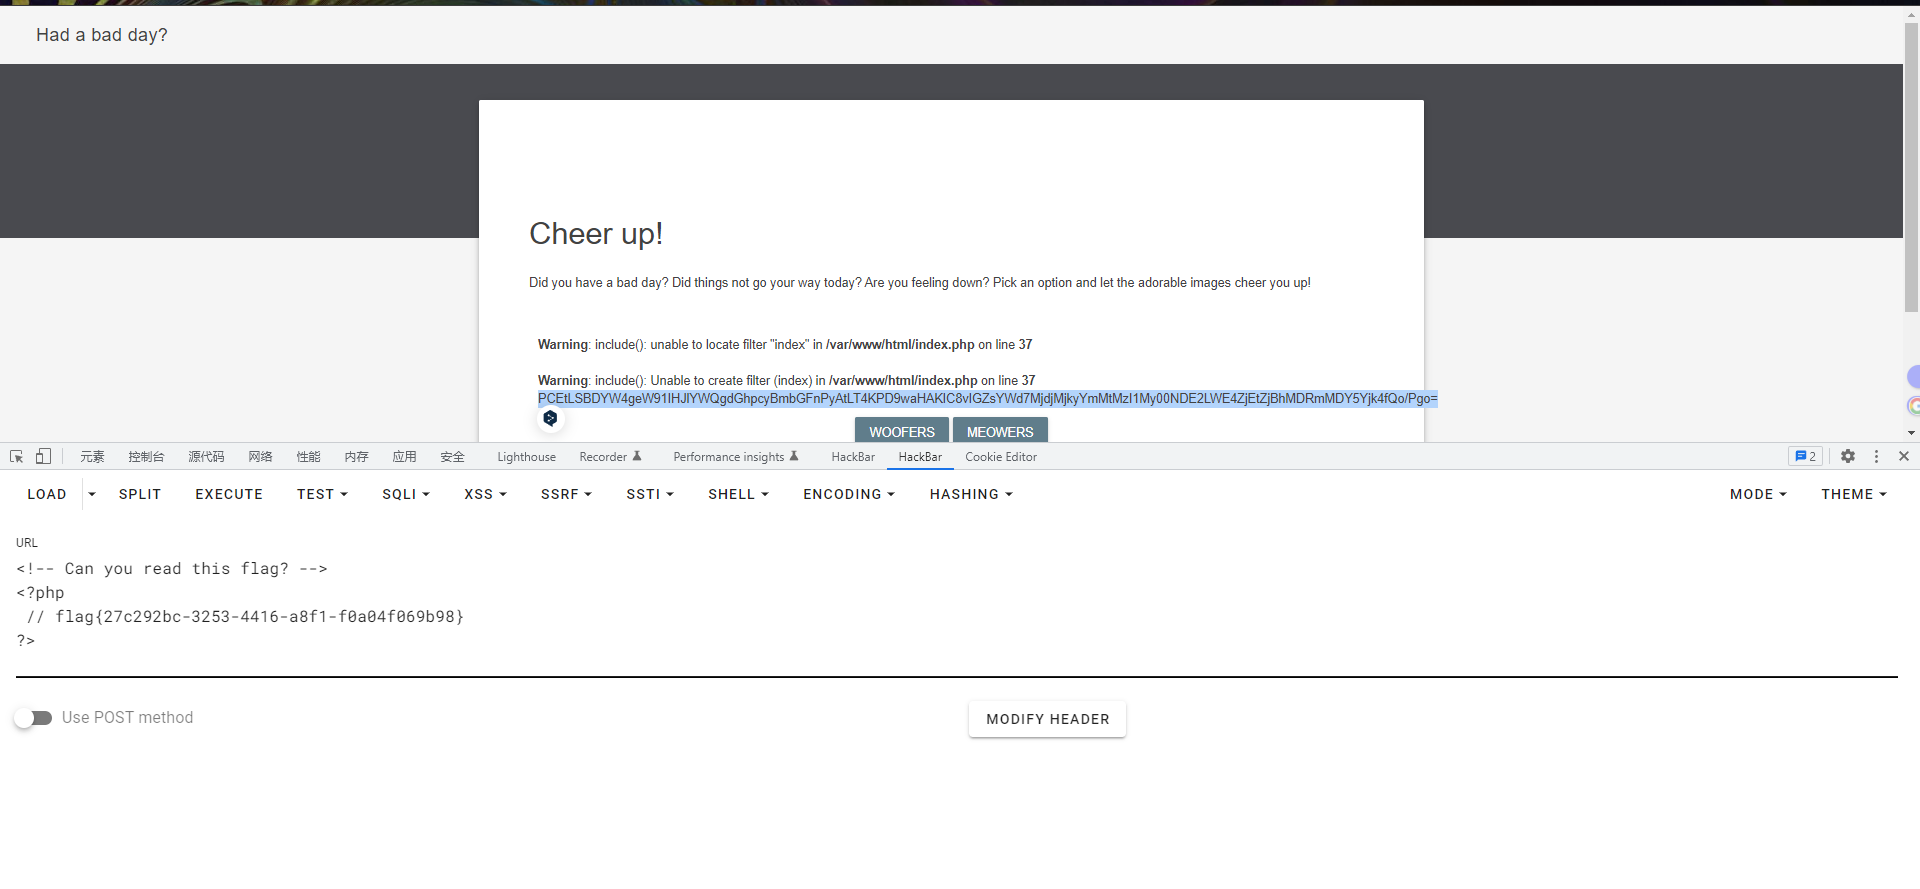 Had a bad day?
Cheer up!
Did you have a bad day? Did things not go your way today? Are you feeling down? Pick an option and let the adorable images cheer you up!
Warning: include(): unable to locate filter "index" in /var/www/html/index.php on line 37
Warning: include(): Unable to create filter (index) in /var/www/html/index.php on line 37
PCEtLSBDYW4geW91IHJlYWQgdGhpcyBmbGFnPyAtLT4KPD9waHAKIC8vIGZsYWd7MjdjMjkyYmMtMzI1My00NDE2LWE4ZjEtZjBhMDRmMDY5Yjk4fQo/Pgo=
WOOFERS MEOWERS
元素 控制台 源代码 网络 性能 内存 应用 安全 Lighthouse Recorder Performance insights HackBar HackBar Cookie Editor 2
LOAD SPLIT EXECUTE TEST SQLI XSS SSRF SSTI SHELL ENCODING HASHING MODE THEME
URL
<!-- Can you read this flag? -->
<?php
// flag{27c292bc-3253-4416-a8f1-f0a04f069b98}
?>
Use POST method MODIFY HEADER